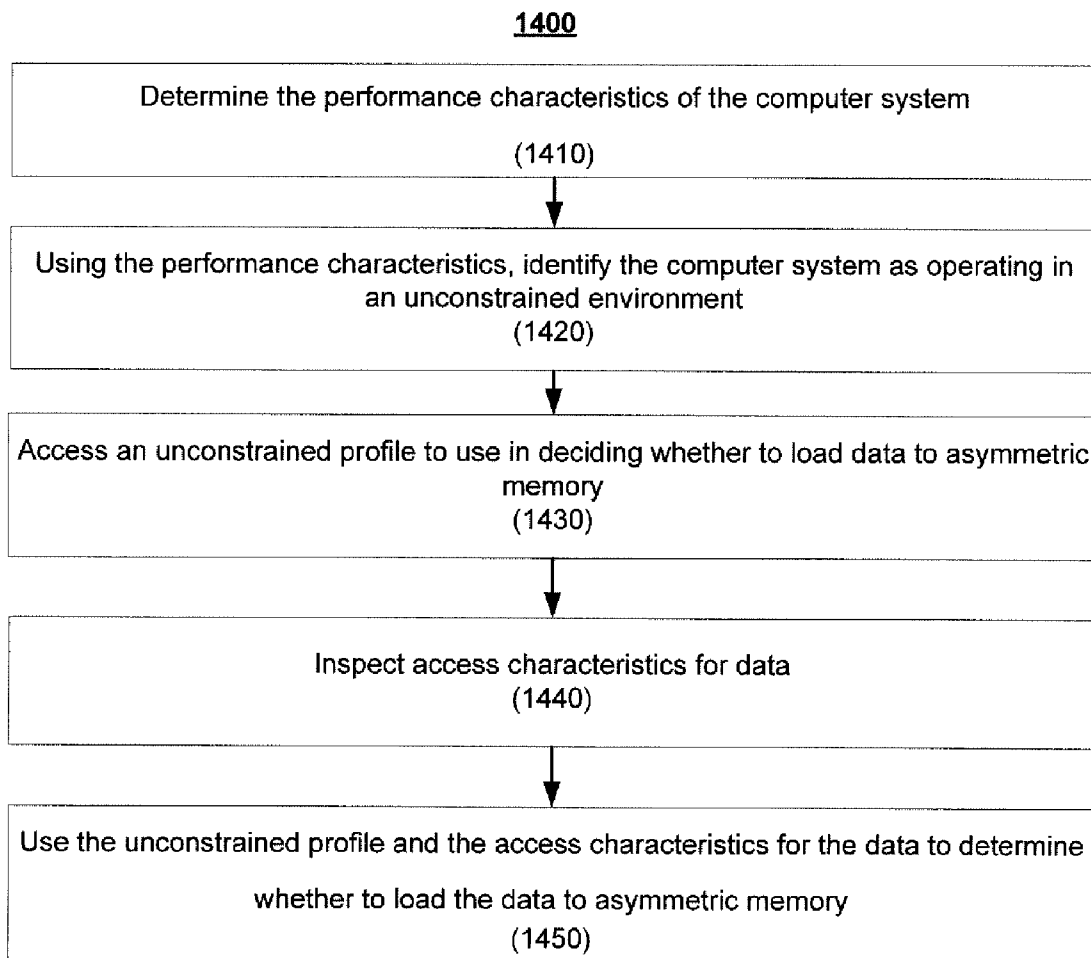 1400
Determine the performance characteristics of the computer system
(1410)
Using the performance characteristics, identify the computer system as operating in
an unconstrained environment
(1420)
Access an unconstrained profile to use in deciding whether to load data to asymmetric
memory
(1430)
Inspect access characteristics for data
(1440)
Use the unconstrained profile and the access characteristics for the data to determine
whether to load the data to asymmetric memory
(1450)